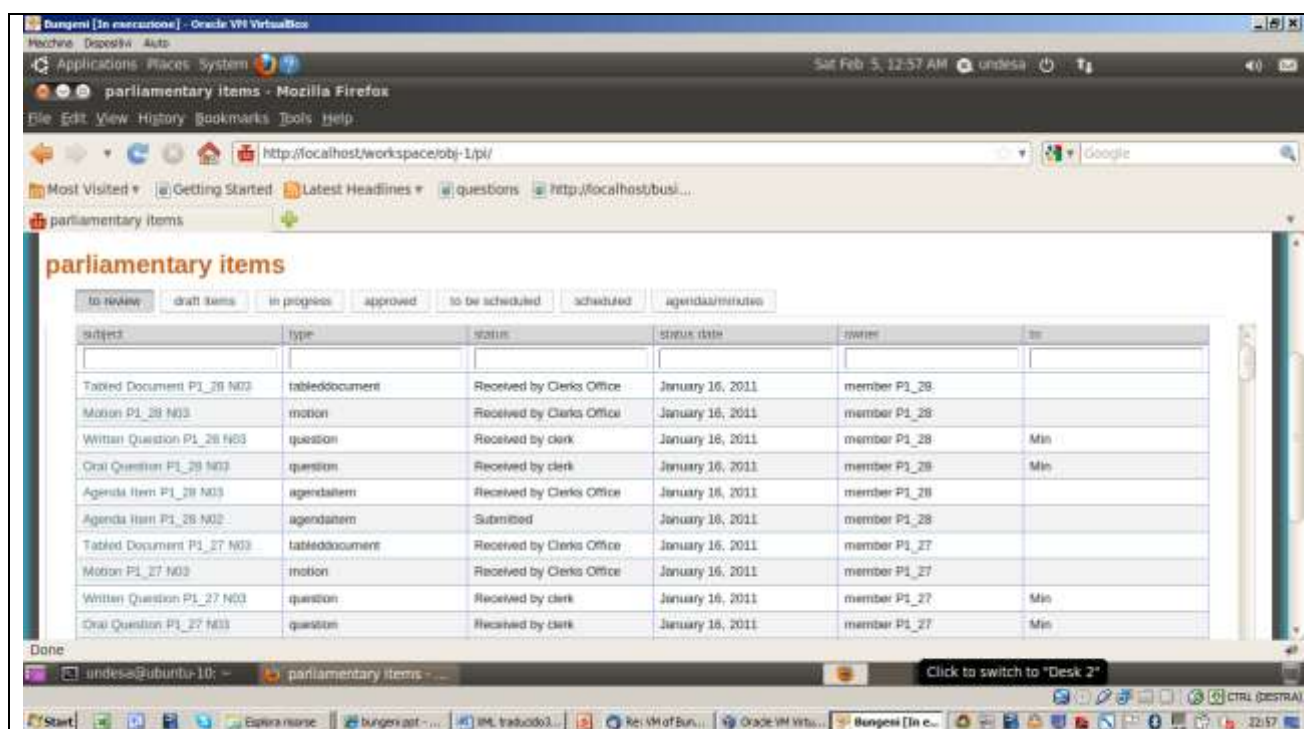 Bungeni [In esecuzione] - Oracle VM VirtualBox
Macchina Dispositivi Aiuto
Applications Places System Sat Feb 5, 12:57 AM undesa
parliamentary items - Mozilla Firefox
File Edit View History Bookmarks Tools Help
http://localhost/workspace/obj-1/pi/ Google
Most Visited Getting Started Latest Headlines questions http://localhost/busi...
parliamentary items
parliamentary items
to review draft items in progress approved to be scheduled scheduled agendas/minutes
subject type status status date owner to
Tabled Document P1_28 N03 tableddocument Received by Clerks Office January 16, 2011 member P1_28
Motion P1_28 N03 motion Received by Clerks Office January 16, 2011 member P1_28
Written Question P1_28 N03 question Received by clerk January 16, 2011 member P1_28 Min
Oral Question P1_28 N03 question Received by clerk January 16, 2011 member P1_28 Min
Agenda Item P1_28 N03 agendaitem Received by Clerks Office January 16, 2011 member P1_28
Agenda Item P1_28 N02 agendaitem Submitted January 16, 2011 member P1_28
Tabled Document P1_27 N03 tableddocument Received by Clerks Office January 16, 2011 member P1_27
Motion P1_27 N03 motion Received by Clerks Office January 16, 2011 member P1_27
Written Question P1_27 N03 question Received by clerk January 16, 2011 member P1_27 Min
Oral Question P1_27 N03 question Received by clerk January 16, 2011 member P1_27 Min
Done
undesa@ubuntu-10: ~ parliamentary items - ... Click to switch to "Desk 2"
CTRL (DESTRA)
Start Esplora risorse bungeni.ppt - ... IML traducido3... Re: VM of Bun... Oracle VM Virtu... Bungeni [In e... 22:57